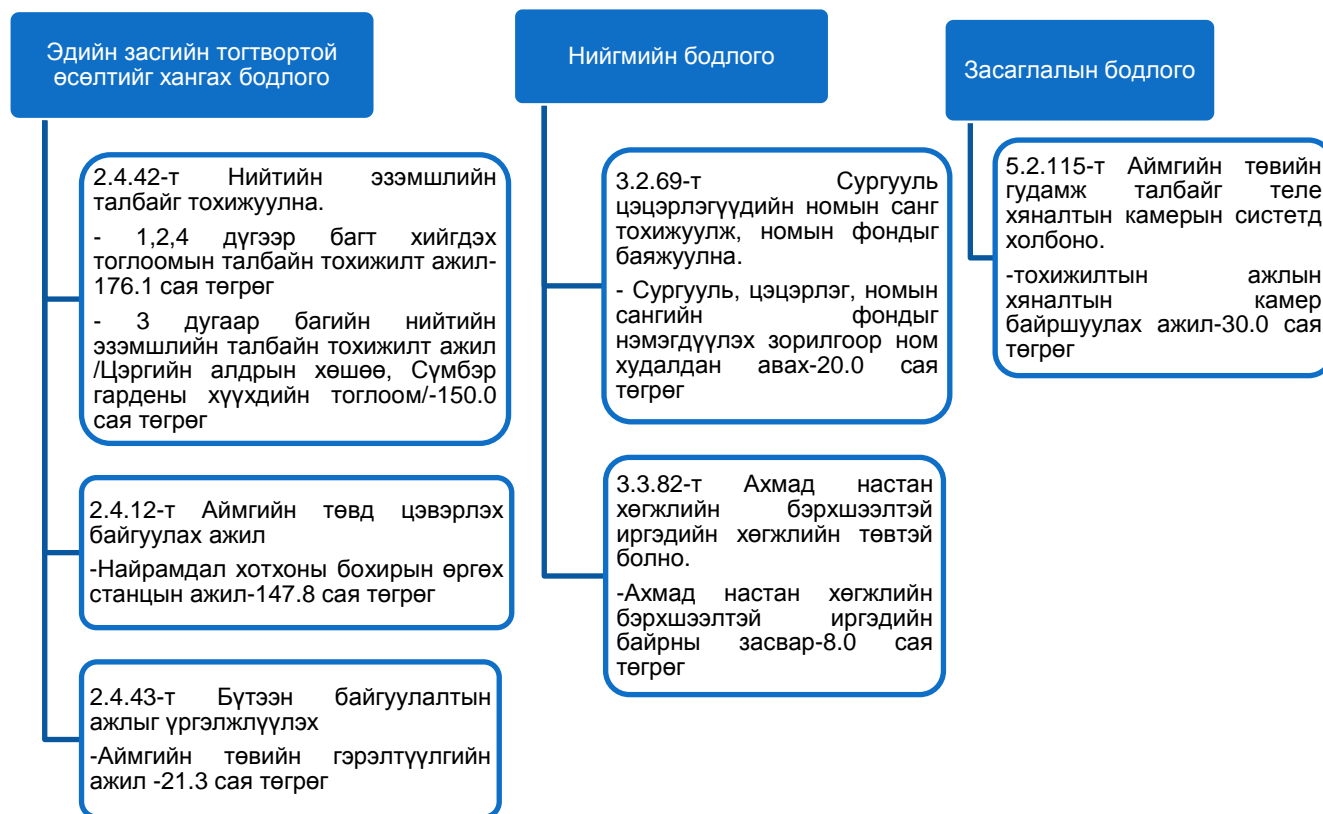 Эдийн засгийн тогтвортой
өсөлтийг хангах бодлого
2.4.42-т Нийтийн эзэмшлийн
талбайг тохижуулна.
- 1,2,4 дүгээр багт хийгдэх
тоглоомын талбайн тохижилт ажил-
176.1 сая төгрөг
- 3 дугаар багийн нийтийн
эзэмшлийн талбайн тохижилт ажил
/Цэргийн алдрын хөшөө, Сүмбэр
гардены хүүхдийн тоглоом/-150.0
сая төгрөг
2.4.12-т Аймгийн төвд цэвэрлэх
байгуулах ажил
-Найрамдал хотхоны бохирын өргөх
станцын ажил-147.8 сая төгрөг
2.4.43-т Бүтээн байгуулалтын
ажлыг үргэлжлүүлэх
-Аймгийн төвийн гэрэлтүүлгийн
ажил -21.3 сая төгрөг
Нийгмийн бодлого
3.2.69-т Сургууль
цэцэрлэгүүдийн номын санг
тохижуулж, номын фондыг
баяжуулна.
- Сургууль, цэцэрлэг, номын
сангийн фондыг
нэмэгдүүлэх зорилгоор ном
худалдан авах-20.0 сая
төгрөг
3.3.82-т Ахмад настан
хөгжлийн бэрхшээлтэй
иргэдийн хөгжлийн төвтэй
болно.
-Ахмад настан хөгжлийн
бэрхшээлтэй иргэдийн
байрны засвар-8.0 сая
төгрөг
Засаглалын бодлого
5.2.115-т Аймгийн төвийн
гудамж талбайг теле
хяналтын камерын систетд
холбоно.
-тохижилтын ажлын
хяналтын камер
байршуулах ажил-30.0 сая
төгрөг